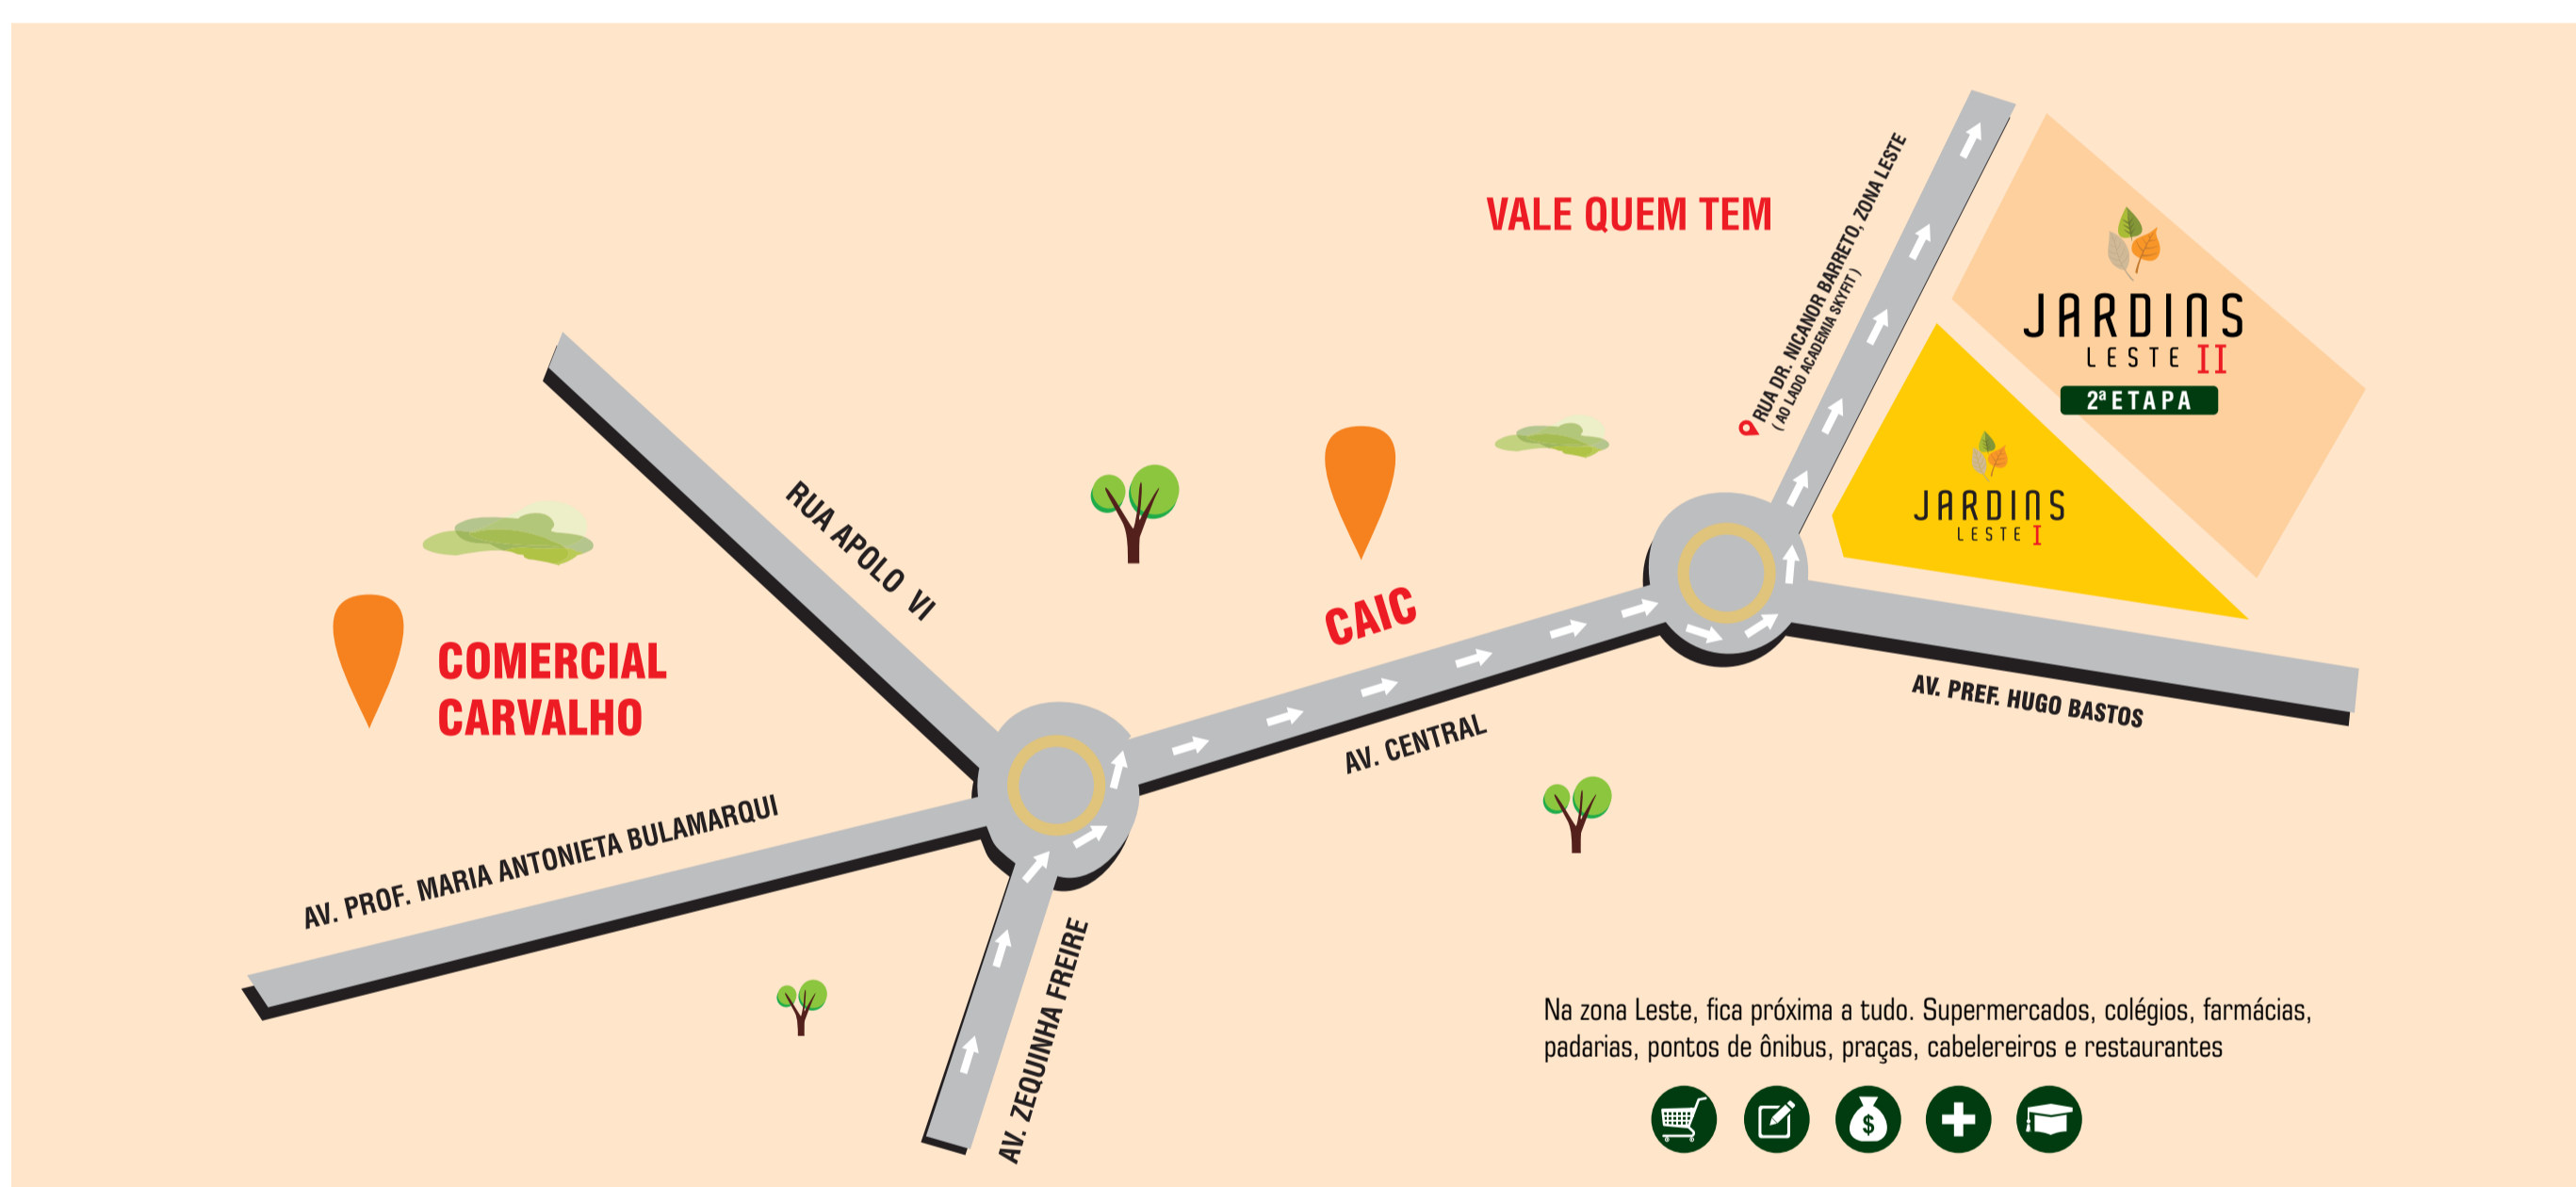 VALE QUEM TEM
RUA DR. NICANOR BARRETO, ZONA LESTE
( AO LADO ACADEMIA SKYFIT )
JARDINS
LESTE II
2ª ETAPA
JARDINS
LESTE I
RUA APOLO VI
CAIC
COMERCIAL
CARVALHO
AV. PREF. HUGO BASTOS
AV. CENTRAL
AV. PROF. MARIA ANTONIETA BULAMARQUI
AV. ZEQUINHA FREIRE
Na zona Leste, fica próxima a tudo. Supermercados, colégios, farmácias,
padarias, pontos de ônibus, praças, cabelereiros e restaurantes
$